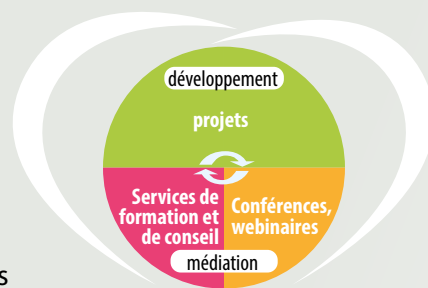 développement
projets
Services de
formation et
de conseil
Conférences,
webinaires
médiation
s